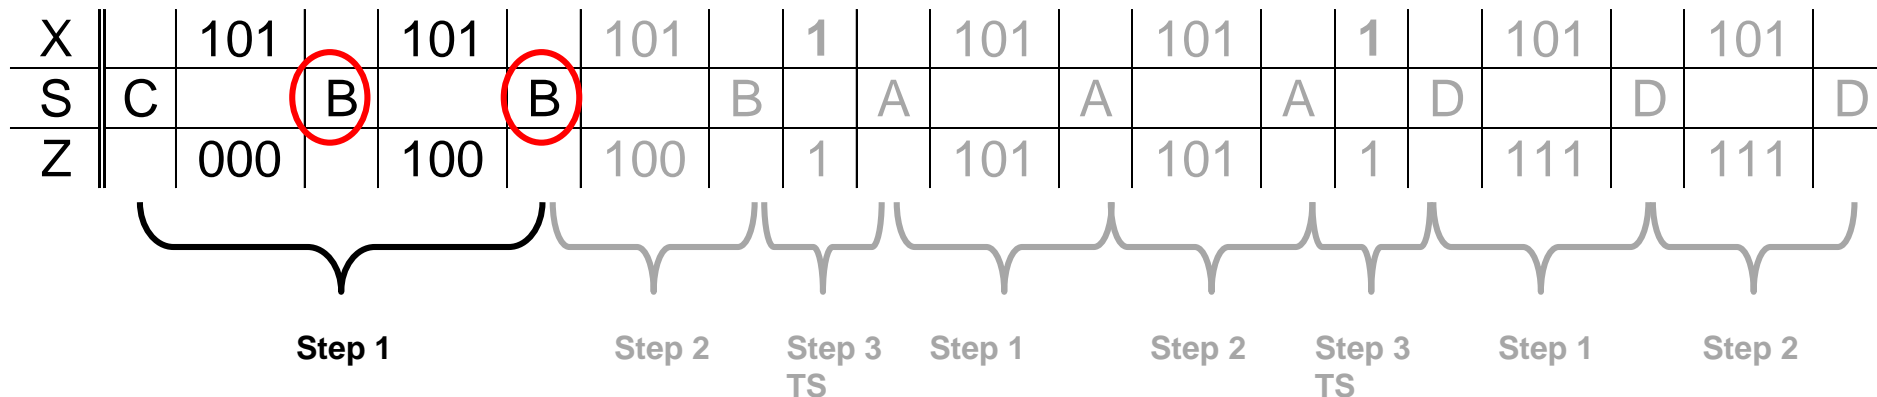 X 101 101 101 1 101 101 1 101 101
S C B B B A A A D D D
Z 000 100 100 1 101 101 1 111 111
Step 1 Step 2 Step 3 Step 1 Step 2 Step 3 Step 1 Step 2
TS TS